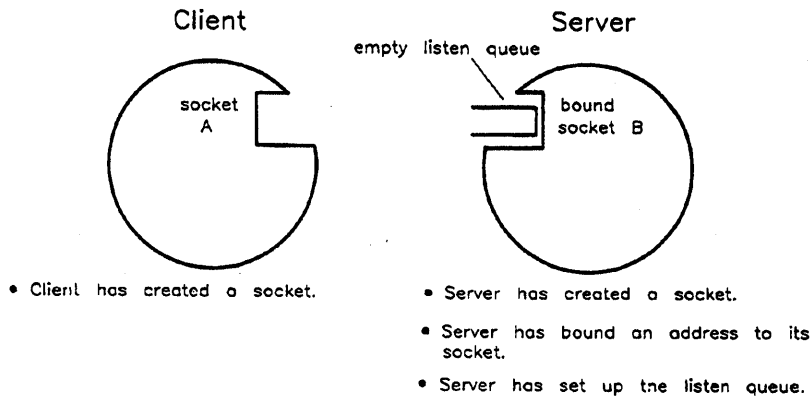 Client
Server
empty listen queue
socket
A
bound
socket B
• Client has created a socket.
• Server has created a socket.
• Server has bound an address to its
socket.
• Server has set up the listen queue.